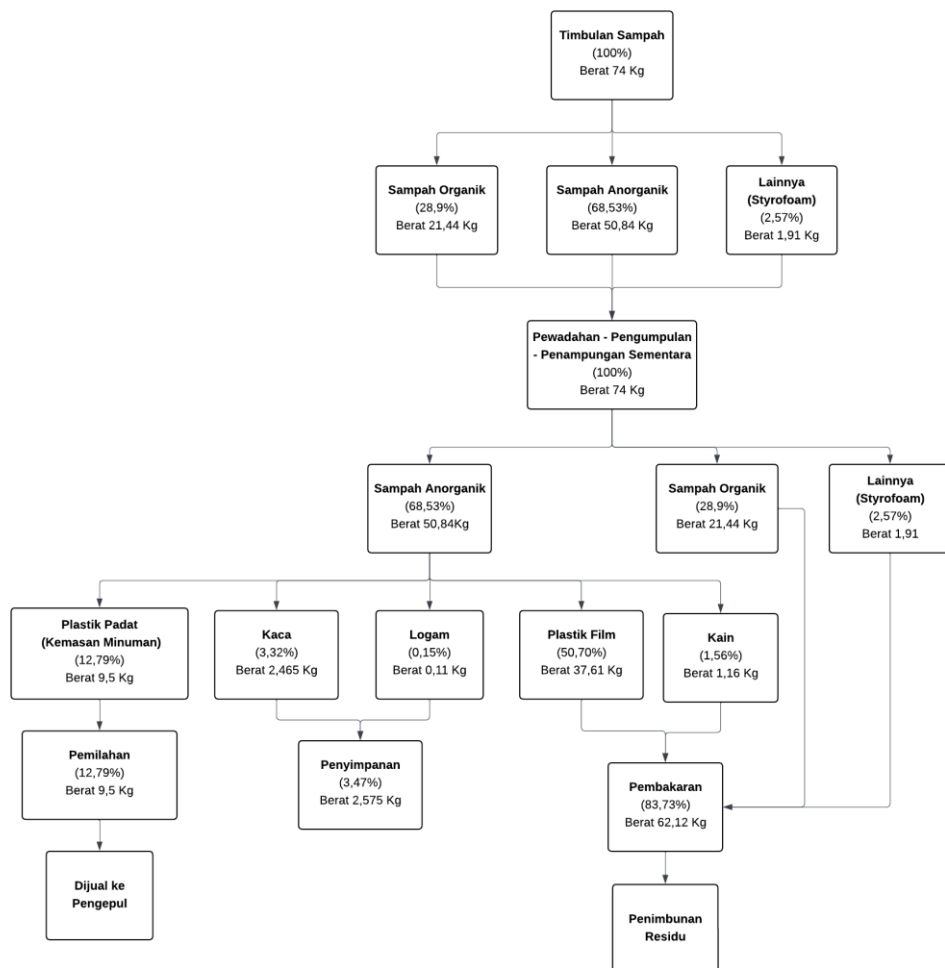 Timbulan Sampah
(100%)
Berat 74 Kg
Sampah Organik
(28,9%)
Berat 21,44 Kg
Sampah Anorganik
(68,53%)
Berat 50,84 Kg
Lainnya
(Styrofoam)
(2,57%)
Berat 1,91 Kg
Pewadahan - Pengumpulan
- Penampungan Sementara
(100%)
Berat 74 Kg
Sampah Anorganik
(68,53%)
Berat 50,84Kg
Sampah Organik
(28,9%)
Berat 21,44 Kg
Lainnya
(Styrofoam)
(2,57%)
Berat 1,91
Plastik Padat
(Kemasan Minuman)
(12,79%)
Berat 9,5 Kg
Kaca
(3,32%)
Berat 2,465 Kg
Logam
(0,15%)
Berat 0,11 Kg
Plastik Film
(50,70%)
Berat 37,61 Kg
Kain
(1,56%)
Berat 1,16 Kg
Pemilahan
(12,79%)
Berat 9,5 Kg
Penyimpanan
(3,47%)
Berat 2,575 Kg
Pembakaran
(83,73%)
Berat 62,12 Kg
Dijual ke
Pengepul
Penimbunan
Residu